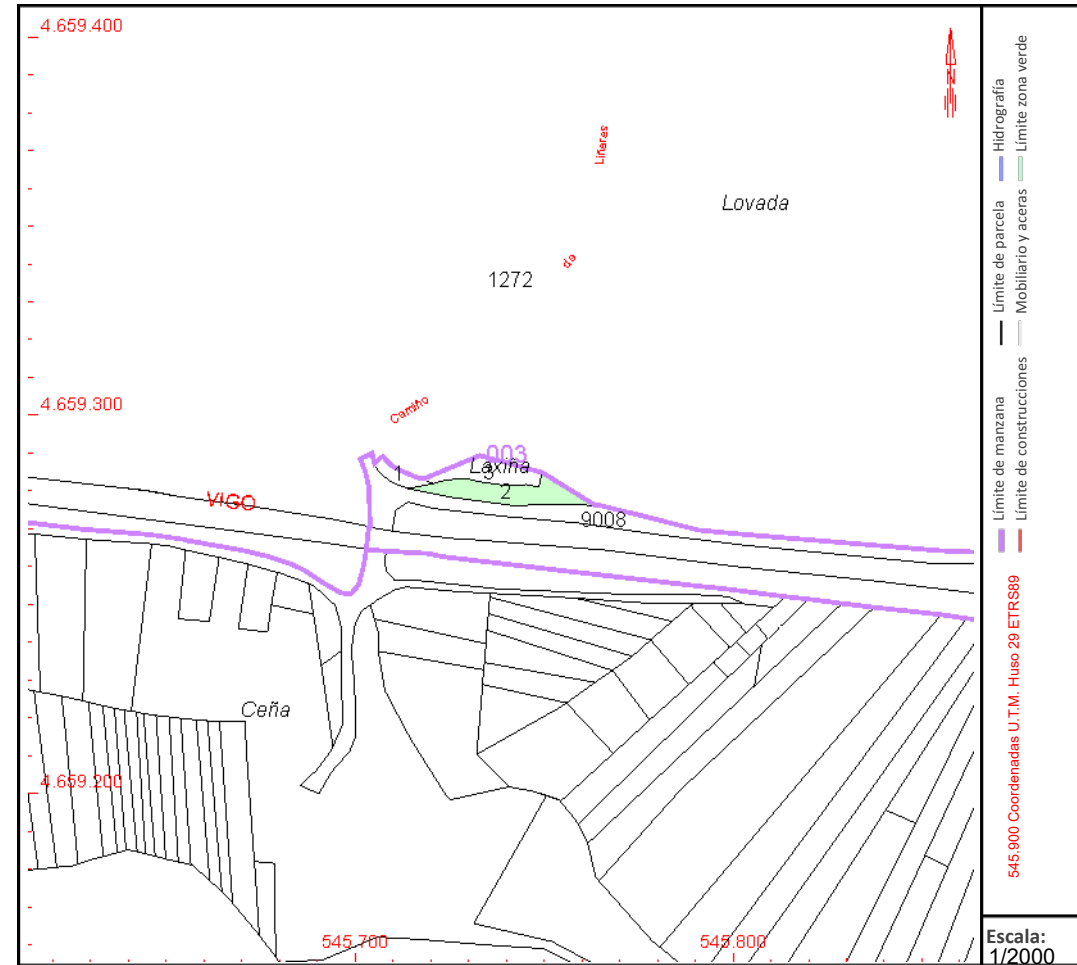 4.659.400
Liñares
Lovada
da
1272
Camiño
4.659.300
003
Laxiña
1
3
2
VIGO
9008
Ceña
4.659.200
545.700
545.800
N
Hidrografía
Límite zona verde
Límite de parcela
Mobiliario y aceras
Límite de manzana
Límite de construcciones
545.900 Coordenadas U.T.M. Huso 29 ETRS89
Escala:
1/2000